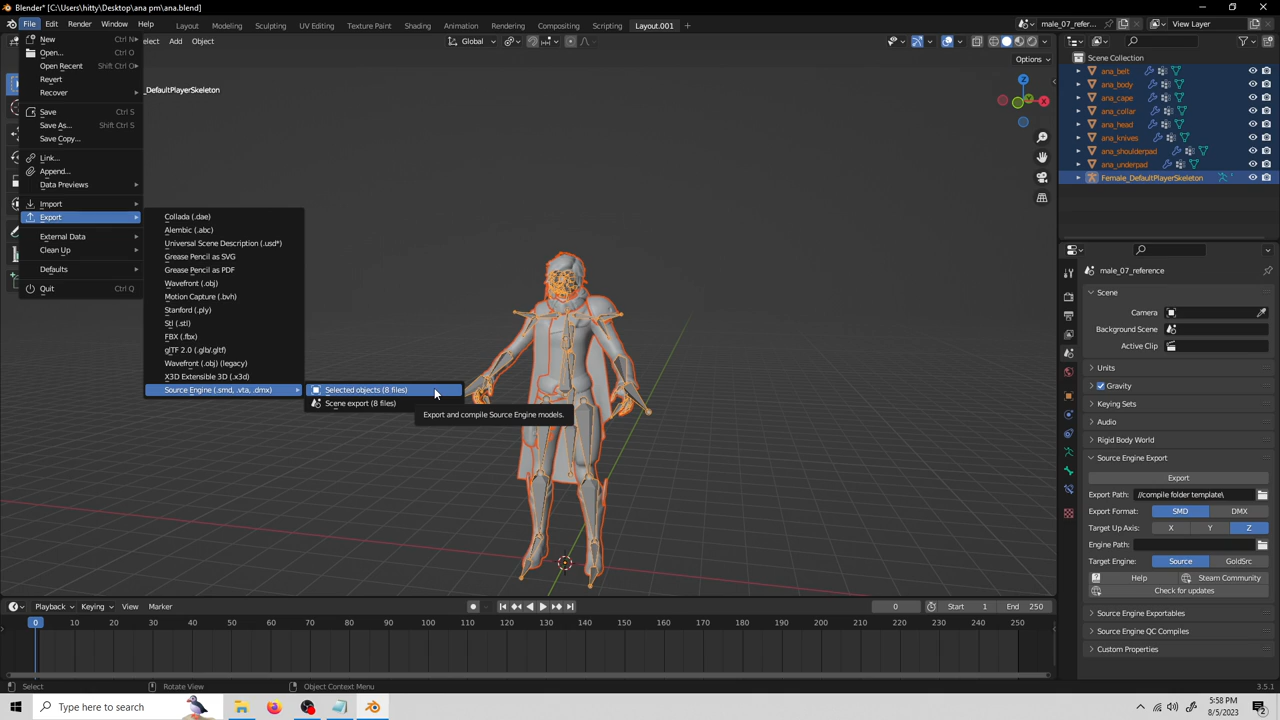 Blender* [C:\Users\hitty\Desktop\ana pm\ana.blend]
File Edit Render Window Help Layout Modeling Sculpting UV Editing Texture Paint Shading Animation Rendering Compositing Scripting Layout.001 + male_07_refer... View Layer
New Ctrl N
Open... Ctrl O
Open Recent Shift Ctrl O
Revert
Recover
Save Ctrl S
Save As... Shift Ctrl S
Save Copy...
Link...
Append...
Data Previews
Import
Export
External Data
Clean Up
Defaults
Quit Ctrl Q
elect Add Object Global Options
_DefaultPlayerSkeleton
Collada (.dae)
Alembic (.abc)
Universal Scene Description (.usd*)
Grease Pencil as SVG
Grease Pencil as PDF
Wavefront (.obj)
Motion Capture (.bvh)
Stanford (.ply)
Stl (.stl)
FBX (.fbx)
glTF 2.0 (.glb/.gltf)
Wavefront (.obj) (legacy)
X3D Extensible 3D (.x3d)
Source Engine (.smd, .vta, .dmx)
Selected objects (8 files)
Scene export (8 files)
Export and compile Source Engine models.
Z
X
Scene Collection
ana_belt
ana_body
ana_cape
ana_collar
ana_head
ana_knives
ana_shoulderpad
ana_underpad
Female_DefaultPlayerSkeleton
male_07_reference
Scene
Camera
Background Scene
Active Clip
Units
Gravity
Keying Sets
Audio
Rigid Body World
Source Engine Export
Export
Export Path: //compile folder template\
Export Format: SMD DMX
Target Up Axis: X Y Z
Engine Path:
Target Engine: Source GoldSrc
Help Steam Community
Check for updates
Source Engine Exportables
Source Engine QC Compiles
Custom Properties
Playback Keying View Marker 0 Start 1 End 250
0 10 20 30 40 50 60 70 80 90 100 110 120 130 140 150 160 170 180 190 200 210 220 230 240 250
Select Rotate View Object Context Menu 3.5.1
Type here to search
5:58 PM
8/5/2023
2